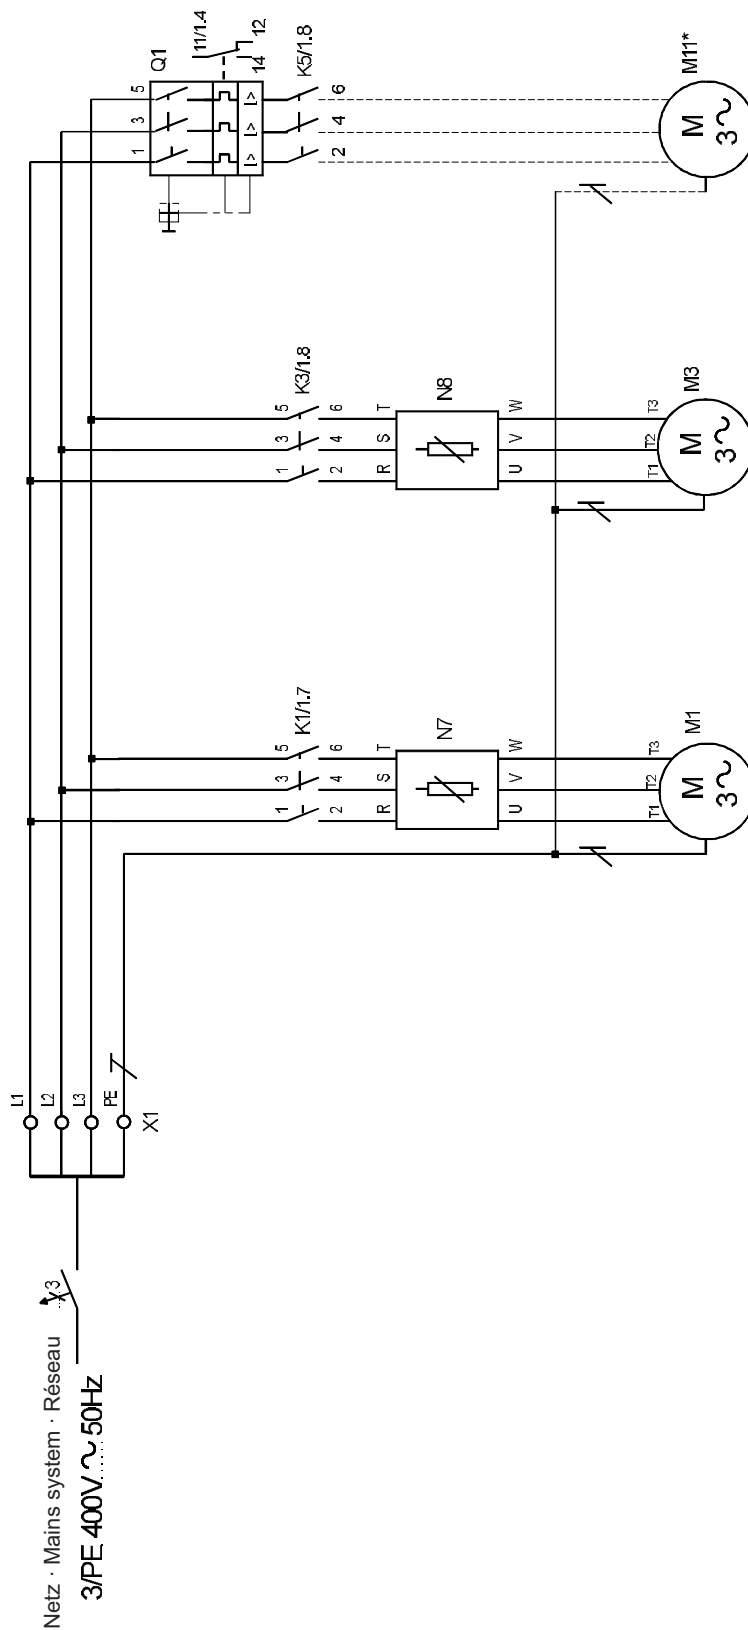 Netz · Mains system · Réseau
3/PE 400V ~ 50Hz
3
L1
L2
L3
PE
X1
1 3 5
K1/1.7
2 4 6
R S T
N7
U V W
T1 T2 T3
M1
M
3~
1 3 5
K3/1.8
2 4 6
R S T
N8
U V W
T1 T2 T3
M3
M
3~
1 3 5
Q1
11/1.4
12
14
I> I> I>
K5/1.8
2 4 6
M11*
M
3~